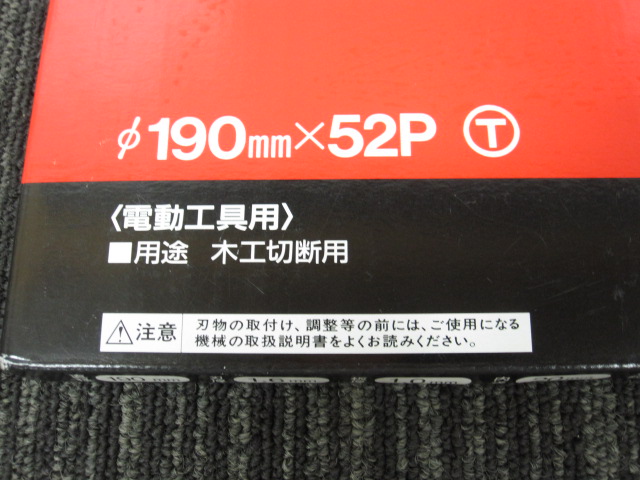 φ190mm×52P Ⓣ
〈電動工具用〉
■用途 木工切断用
⚠注意 刃物の取付け、調整等の前には、ご使用になる
機械の取扱説明書をよくお読みください。